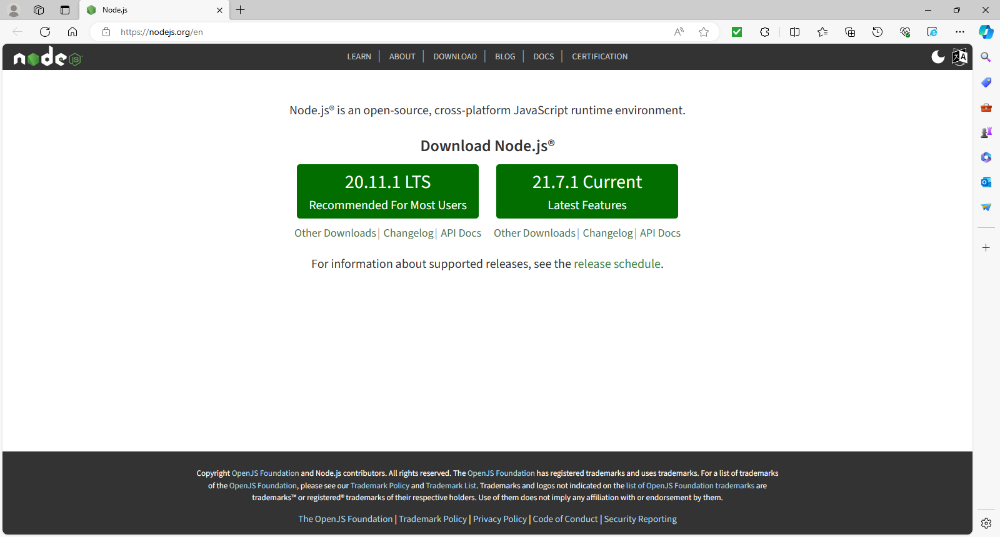 Node.js
https://nodejs.org/en
node JS
LEARN | ABOUT | DOWNLOAD | BLOG | DOCS | CERTIFICATION
Node.js® is an open-source, cross-platform JavaScript runtime environment.
Download Node.js®
20.11.1 LTS
Recommended For Most Users
21.7.1 Current
Latest Features
Other Downloads | Changelog | API Docs
Other Downloads | Changelog | API Docs
For information about supported releases, see the release schedule.
Copyright OpenJS Foundation and Node.js contributors. All rights reserved. The OpenJS Foundation has registered trademarks and uses trademarks. For a list of trademarks
of the OpenJS Foundation, please see our Trademark Policy and Trademark List. Trademarks and logos not indicated on the list of OpenJS Foundation trademarks are
trademarks™ or registered® trademarks of their respective holders. Use of them does not imply any affiliation with or endorsement by them.
The OpenJS Foundation | Trademark Policy | Privacy Policy | Code of Conduct | Security Reporting